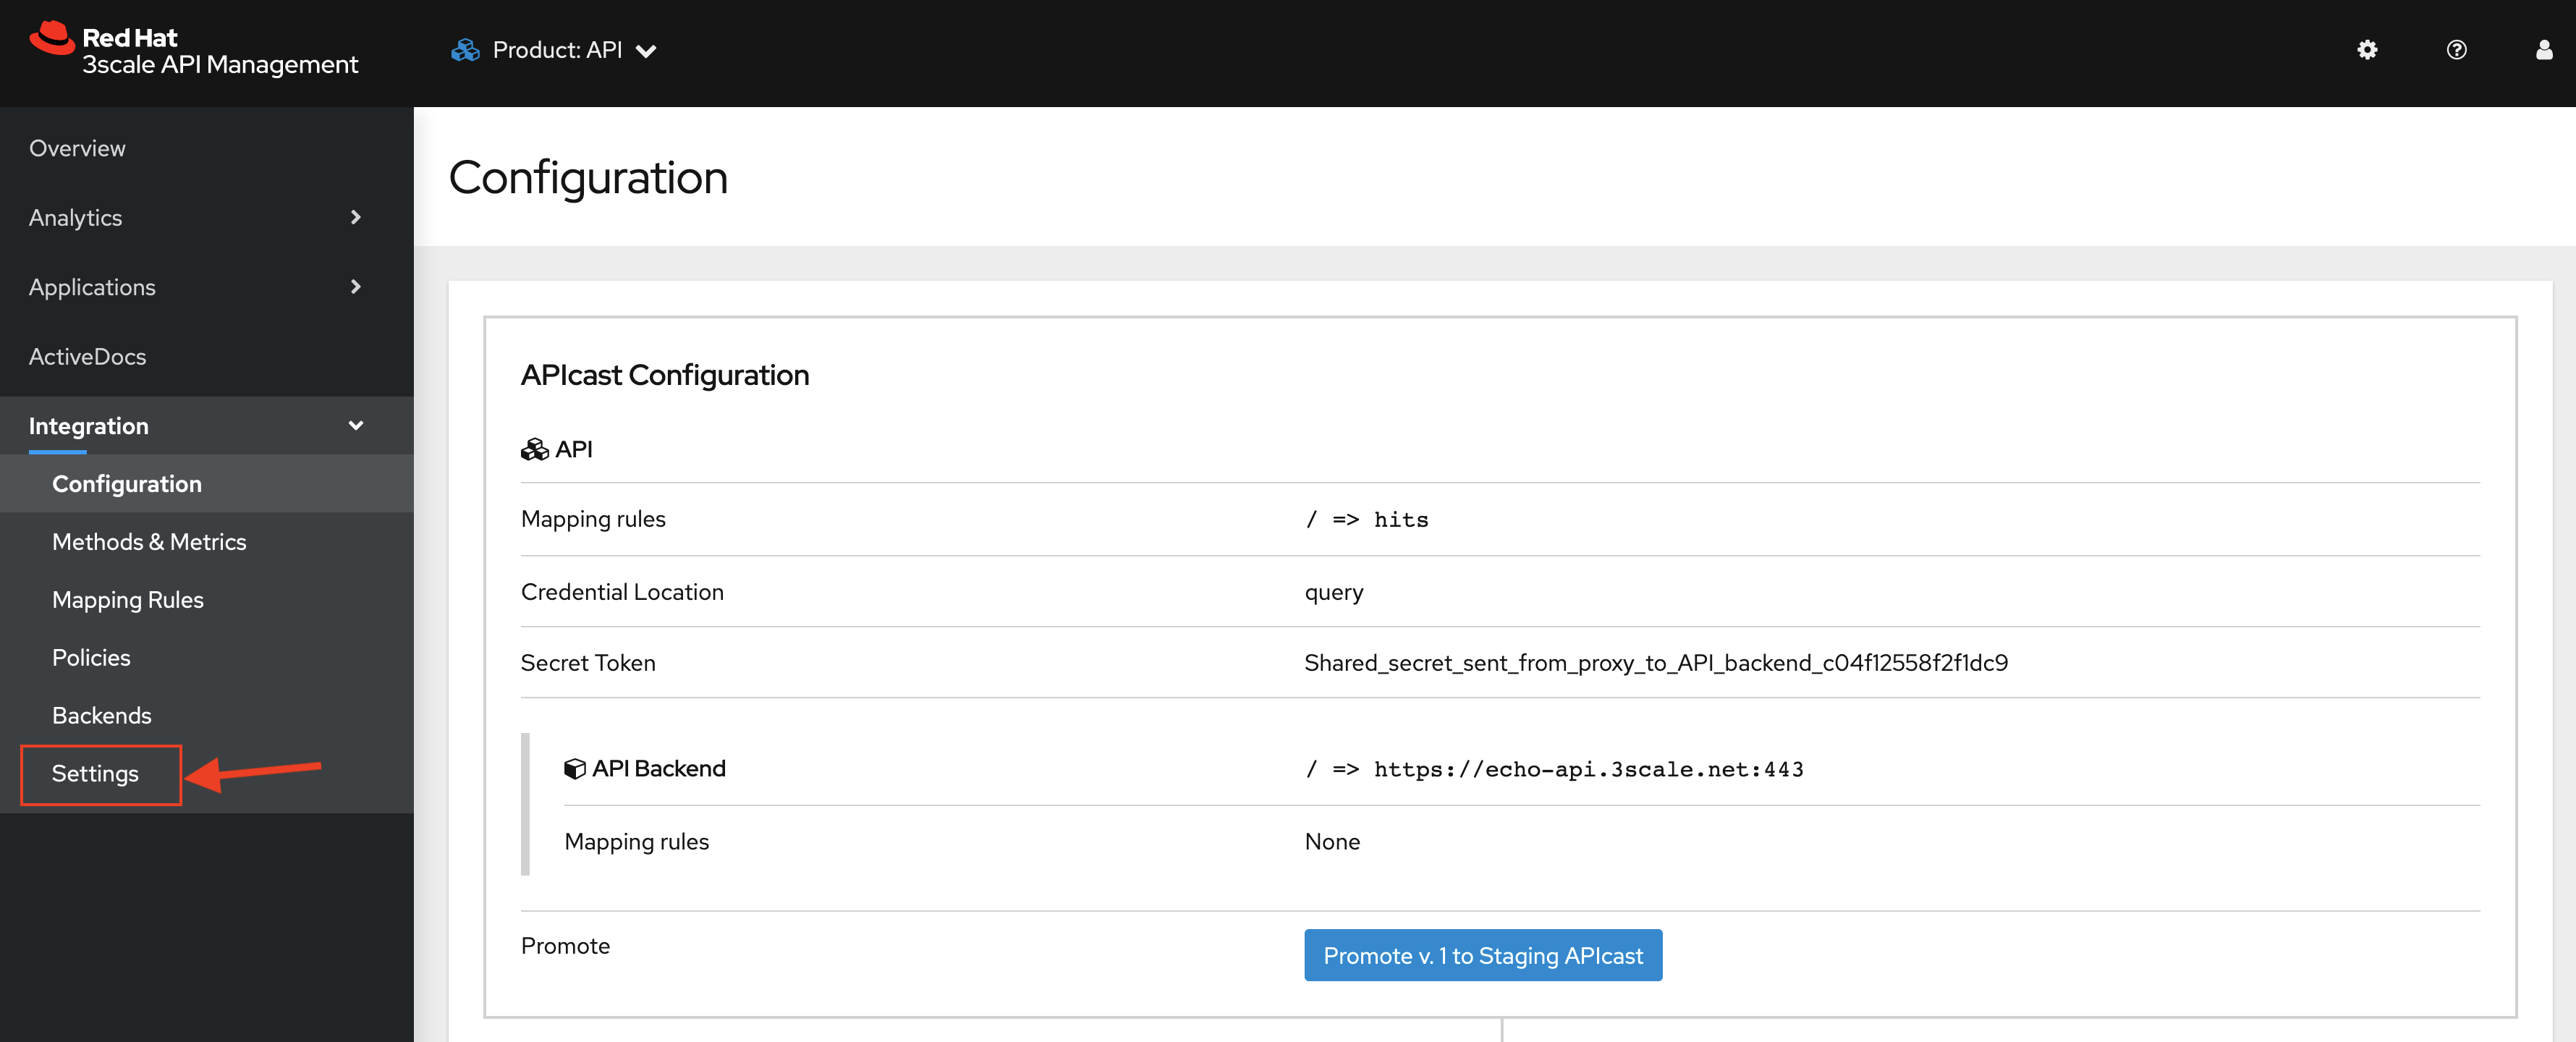 Red Hat
3scale API Management
Product: API
Overview
Analytics
Applications
ActiveDocs
Integration
Configuration
Methods & Metrics
Mapping Rules
Policies
Backends
Settings
Configuration
APIcast Configuration
API
Mapping rules / => hits
Credential Location query
Secret Token Shared_secret_sent_from_proxy_to_API_backend_c04f12558f2f1dc9
API Backend / => https://echo-api.3scale.net:443
Mapping rules None
Promote Promote v. 1 to Staging APIcast